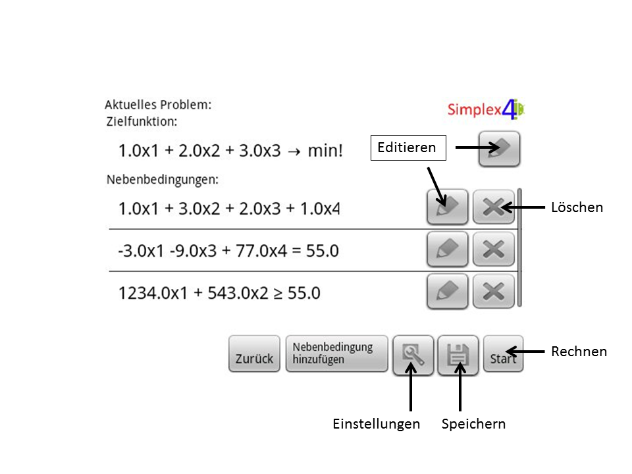 Aktuelles Problem:
Simplex4
Zielfunktion:
1.0x1 + 2.0x2 + 3.0x3 → min!
Editieren
Nebenbedingungen:
1.0x1 + 3.0x2 + 2.0x3 + 1.0x4
Löschen
-3.0x1 -9.0x3 + 77.0x4 = 55.0
1234.0x1 + 543.0x2 ≥ 55.0
Zurück
Nebenbedingung
hinzufügen
Start
Rechnen
Einstellungen
Speichern